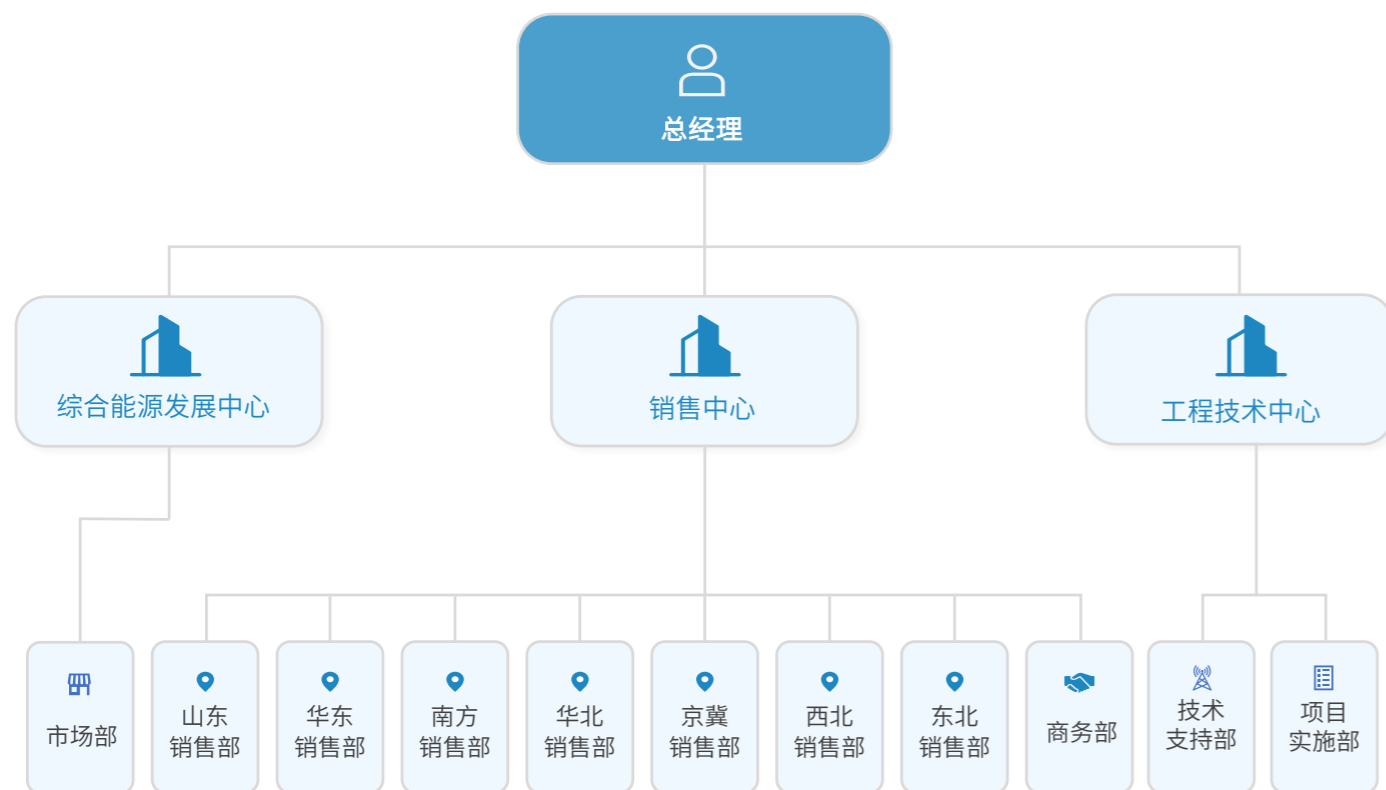 总经理
综合能源发展中心
销售中心
工程技术中心
市场部
山东
销售部
华东
销售部
南方
销售部
华北
销售部
京冀
销售部
西北
销售部
东北
销售部
商务部
技术
支持部
项目
实施部